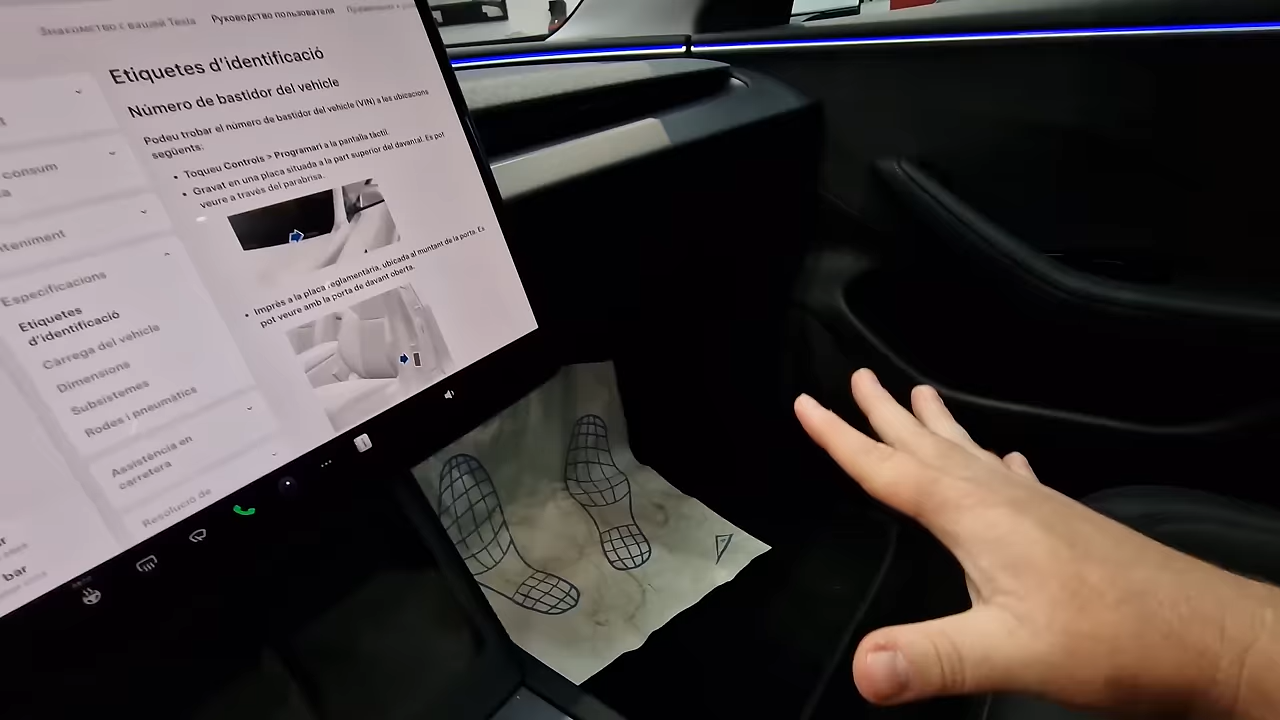 Знакомство с вашей Tesla
Руководство пользователя
Etiquetes d'identificació
Número de bastidor del vehicle
Podeu trobar el número de bastidor del vehicle (VIN) a les ubicacions
següents:
• Toqueu Controls > Programari a la pantalla tàctil.
• Gravat en una placa situada a la part superior del davantal. Es pot
veure a través del parabrisa.
• Imprès a la placa reglamentària, ubicada al muntant de la porta. Es
pot veure amb la porta de davant oberta.
consum
Especificacions
Etiquetes
d'identificació
Càrrega del vehicle
Dimensions
Subsistemes
Rodes i pneumàtics
Assistència en
carretera
Resolució de
bar